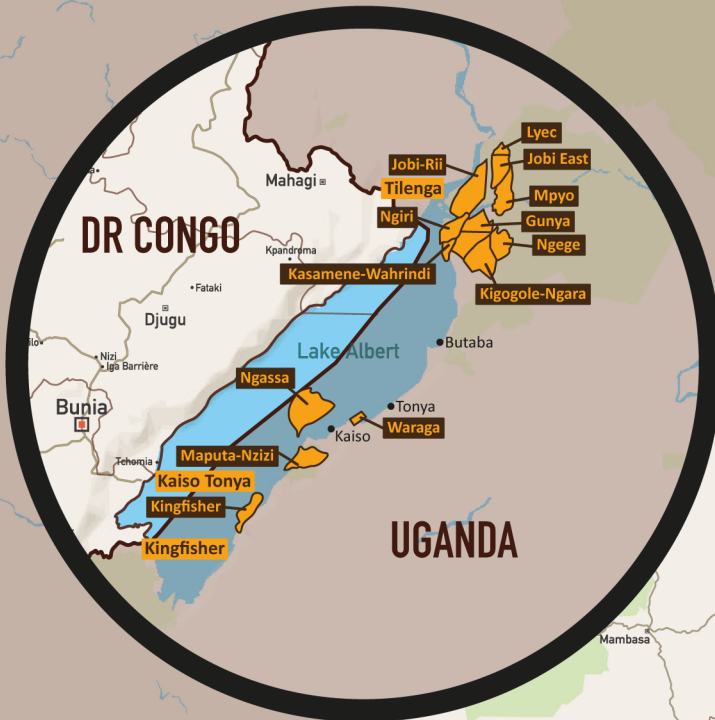 Lyec
Jobi-Rii
Jobi East
Mahagi
Tilenga
Mpyo
Ngiri
Gunya
DR CONGO
Ngege
Kpandroma
Kasamene-Wahrindi
Fataki
Kigogole-Ngara
Djugu
Butaba
Lake Albert
Nizi
Iga Barrière
Ngassa
Bunia
Tonya
Waraga
Kaiso
Tchomia
Maputa-Nzizi
Kaiso Tonya
Kingfisher
UGANDA
Kingfisher
Mambasa